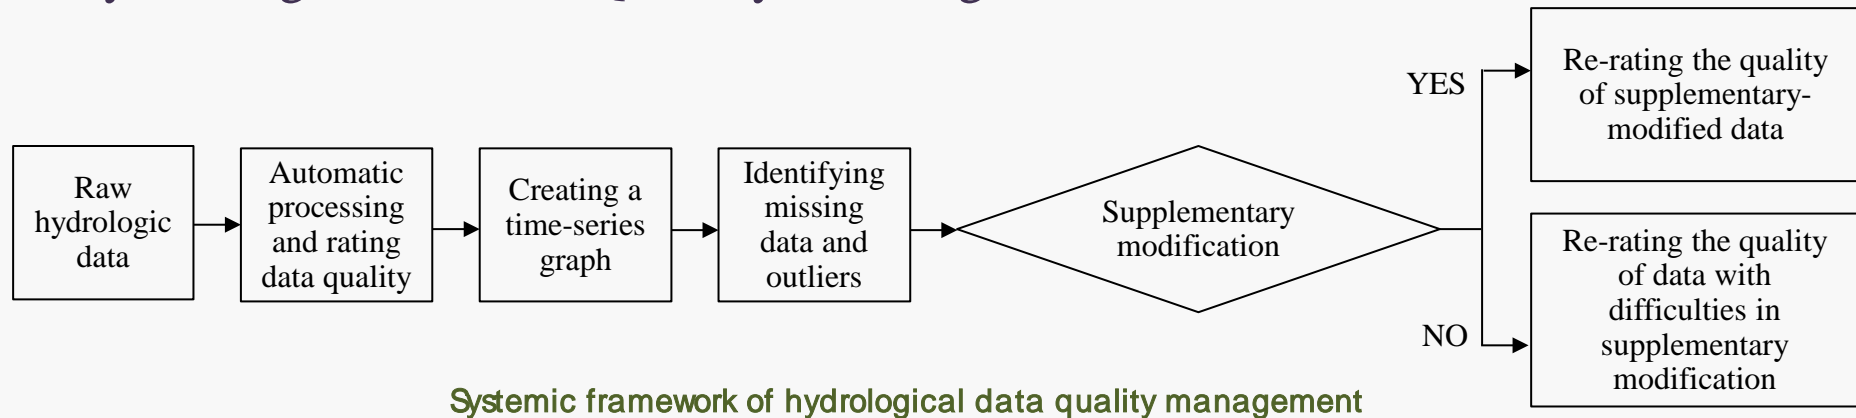 Raw
hydrologic
data
Automatic
processing
and rating
data quality
Creating a
time-series
graph
Identifying
missing
data and
outliers
Supplementary
modification
YES
Re-rating the quality
of supplementary-
modified data
NO
Re-rating the quality
of data with
difficulties in
supplementary
modification
Systemic framework of hydrological data quality management